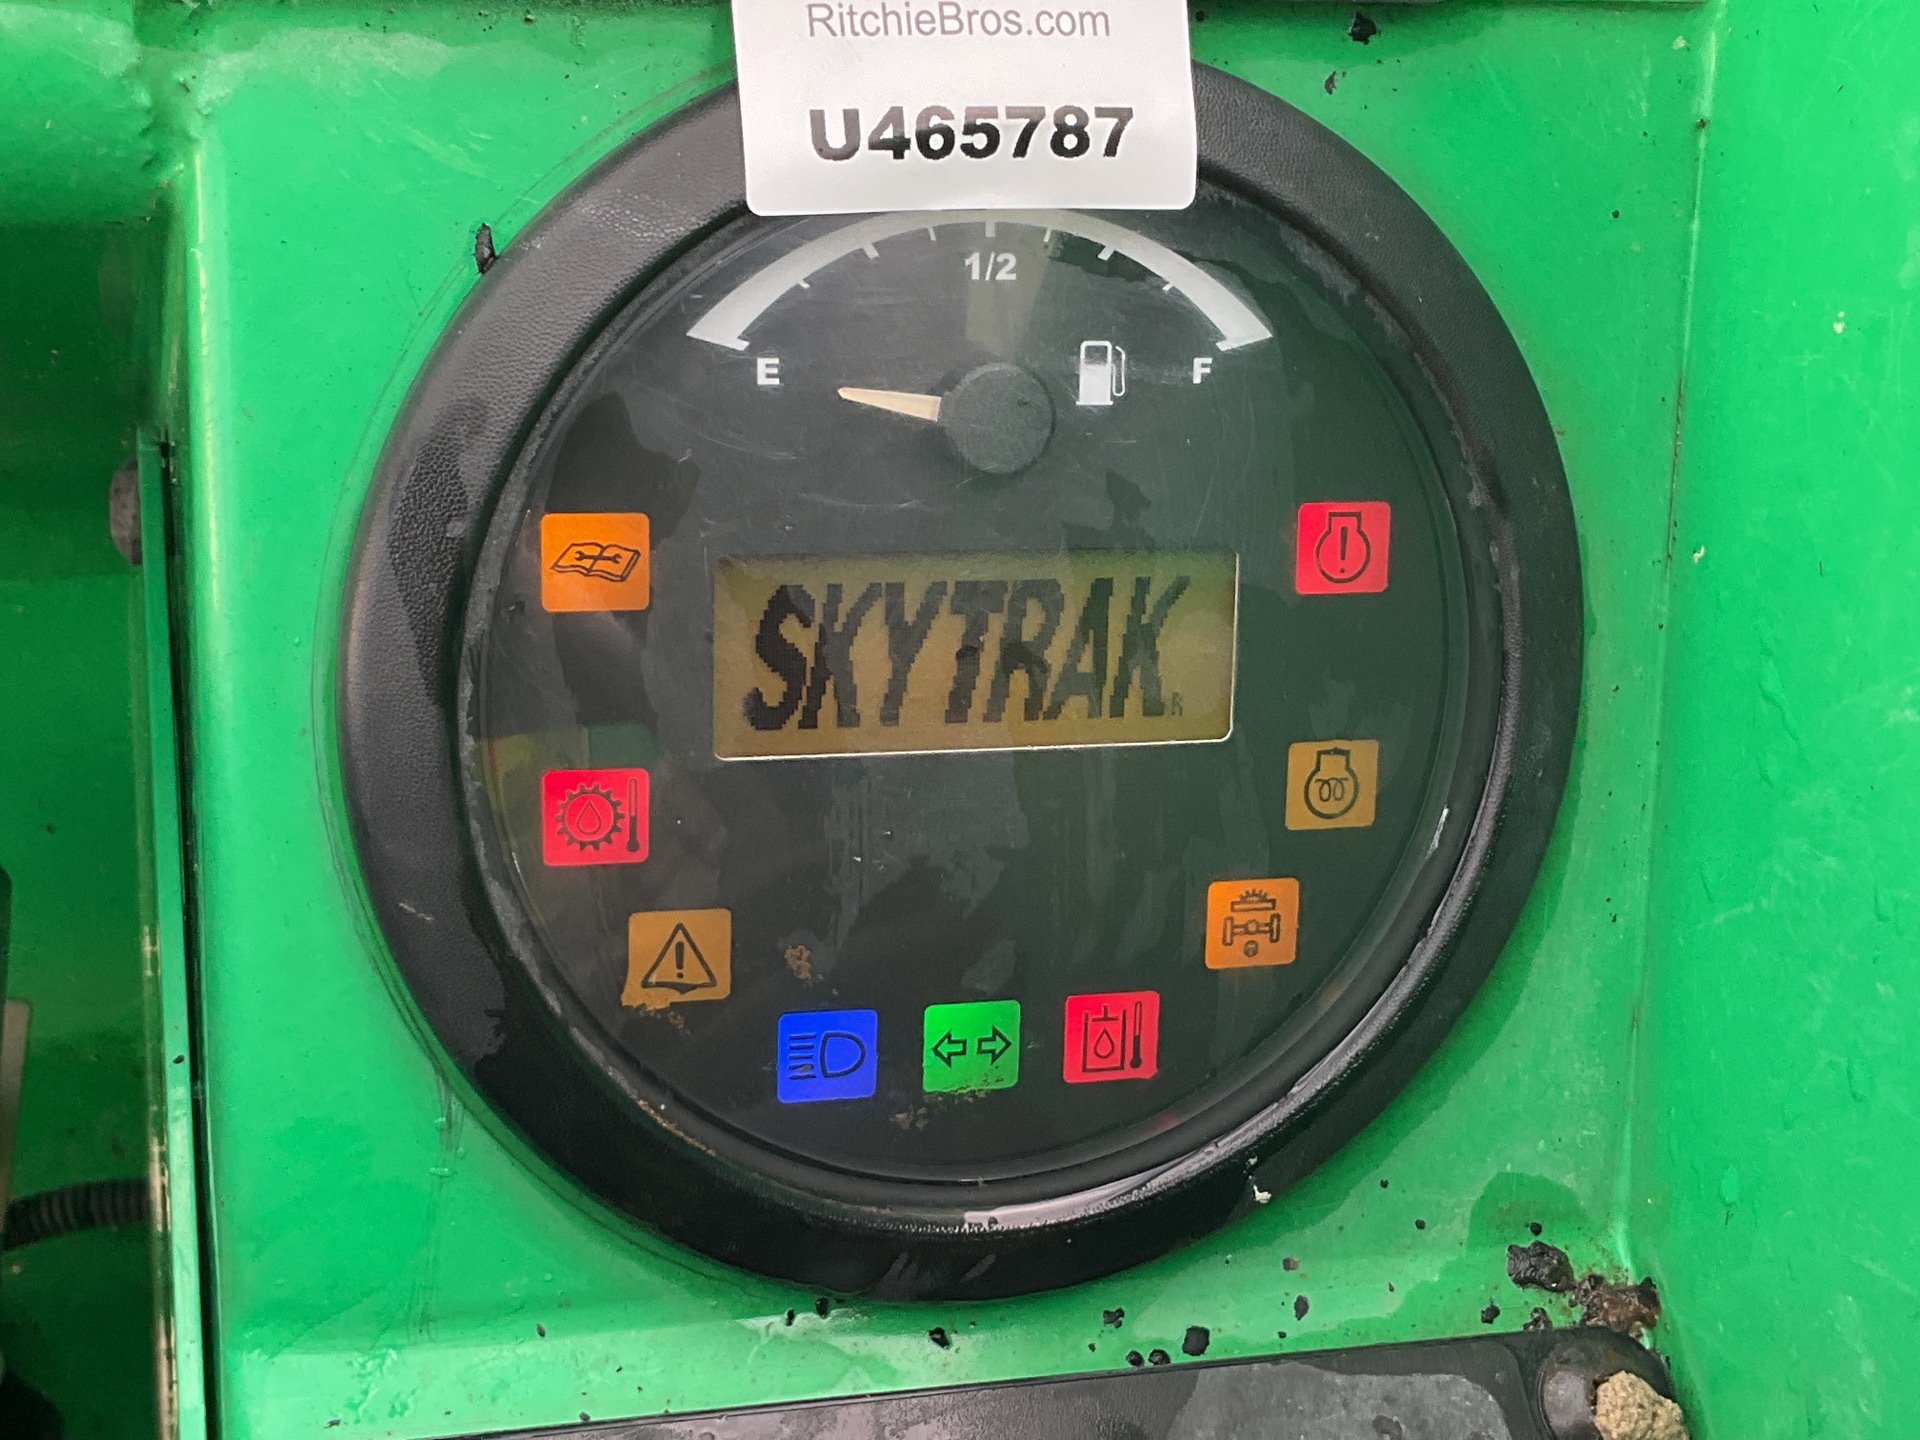 RitchieBros.com
U465787
1/2
E
F
SKYTRAK
R